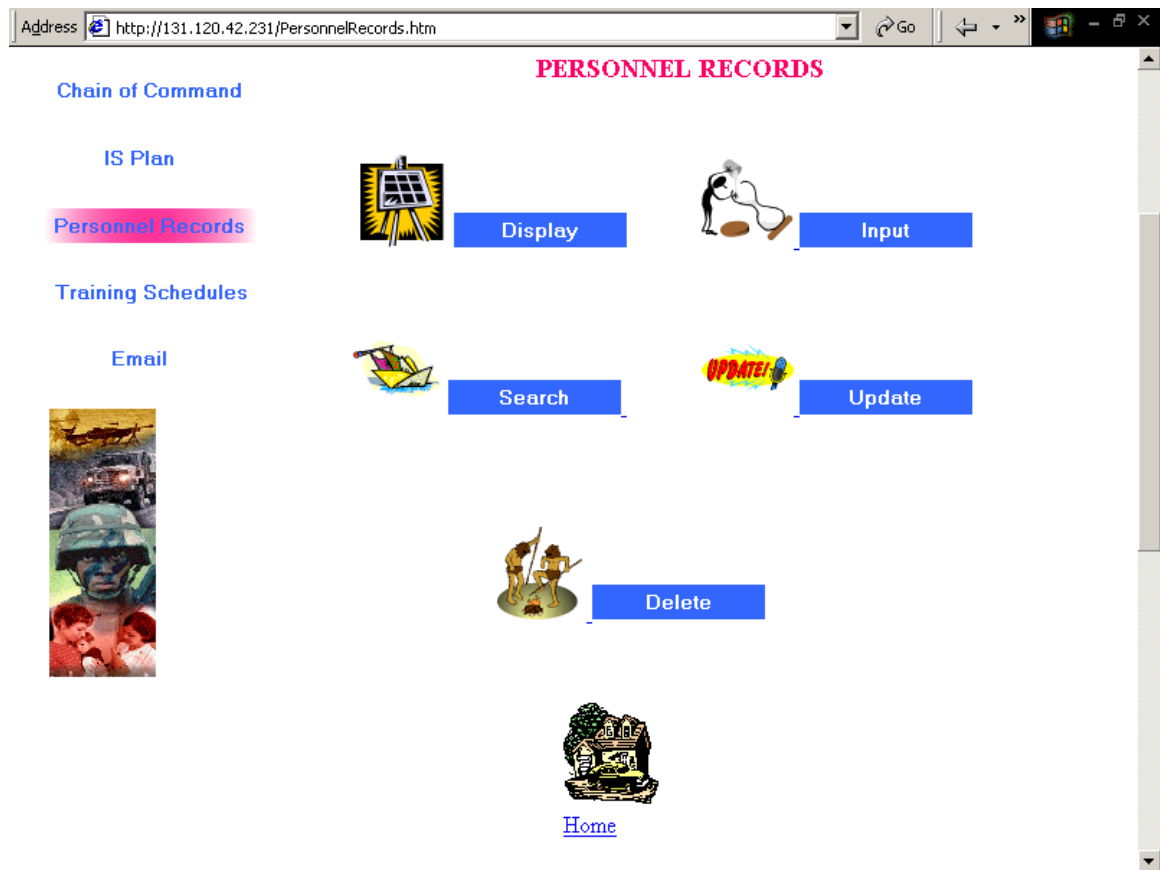 Address http://131.120.42.231/PersonnelRecords.htm Go »
PERSONNEL RECORDS
Chain of Command
IS Plan
Personnel Records
Training Schedules
Email
Display
Input
Search
UPDATE! Update
Delete
Home